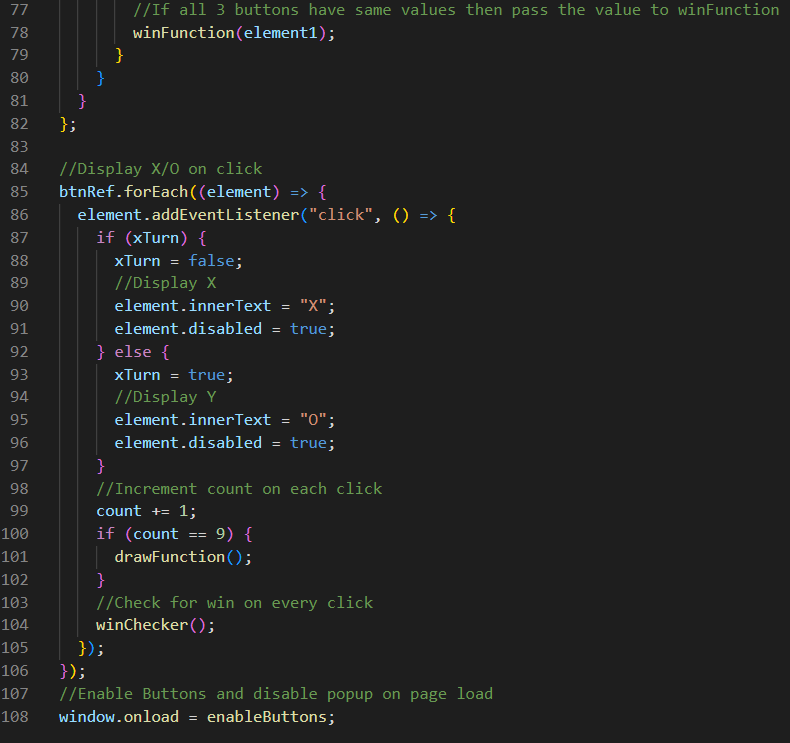 77 //If all 3 buttons have same values then pass the value to winFunction
78 winFunction(element1);
79 }
80 }
81 }
82 };
83
84 //Display X/O on click
85 btnRef.forEach((element) => {
86 element.addEventListener("click", () => {
87 if (xTurn) {
88 xTurn = false;
89 //Display X
90 element.innerText = "X";
91 element.disabled = true;
92 } else {
93 xTurn = true;
94 //Display Y
95 element.innerText = "O";
96 element.disabled = true;
97 }
98 //Increment count on each click
99 count += 1;
100 if (count == 9) {
101 drawFunction();
102 }
103 //Check for win on every click
104 winChecker();
105 });
106 });
107 //Enable Buttons and disable popup on page load
108 window.onload = enableButtons;